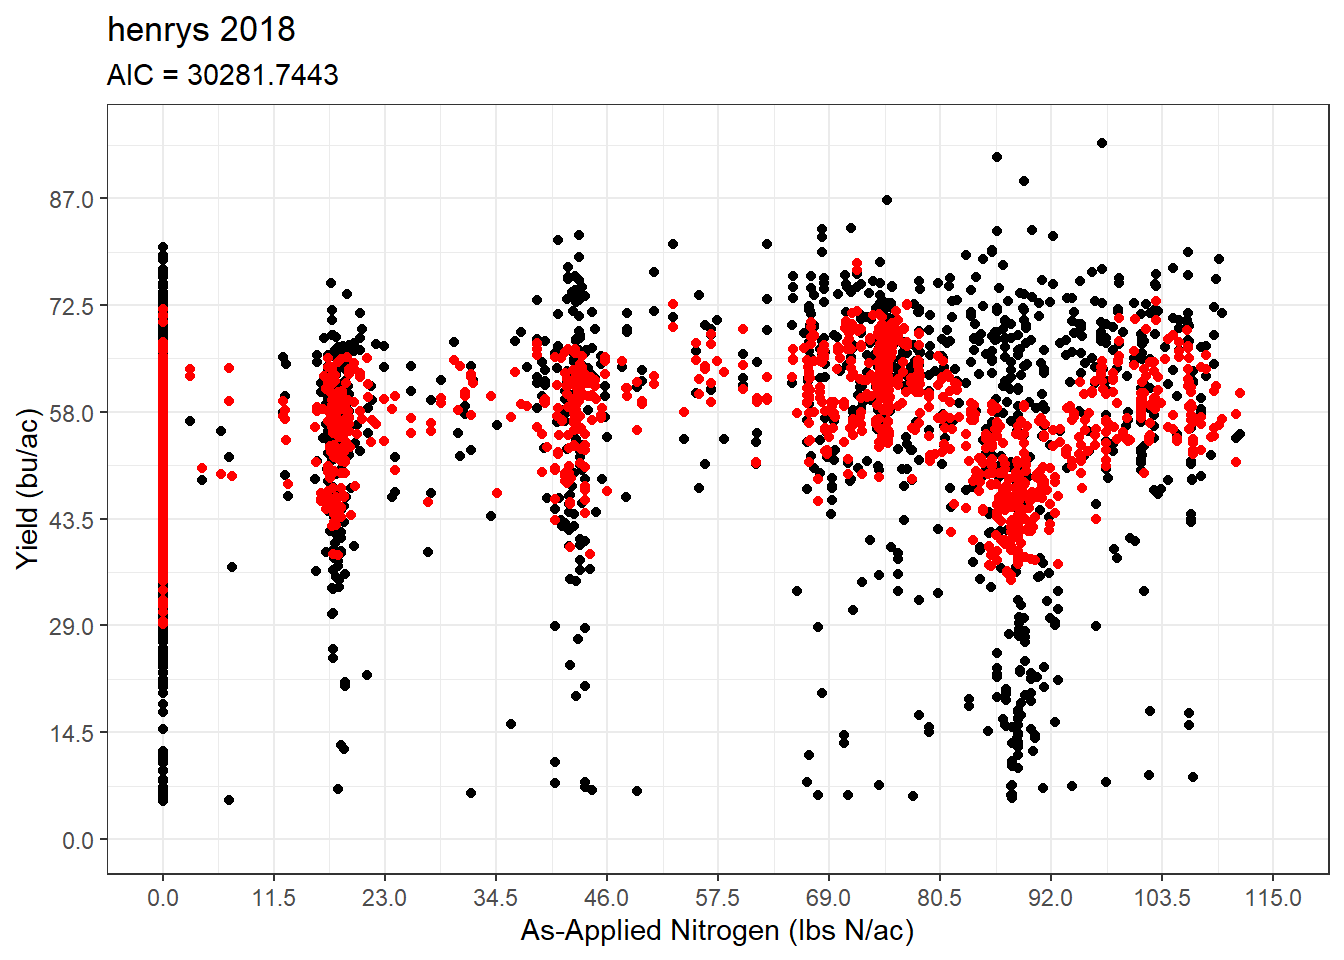 henrys 2018
AIC = 30281.7443
87.0
72.5
58.0
43.5
29.0
14.5
0.0
Yield (bu/ac)
0.0 11.5 23.0 34.5 46.0 57.5 69.0 80.5 92.0 103.5 115.0
As-Applied Nitrogen (lbs N/ac)